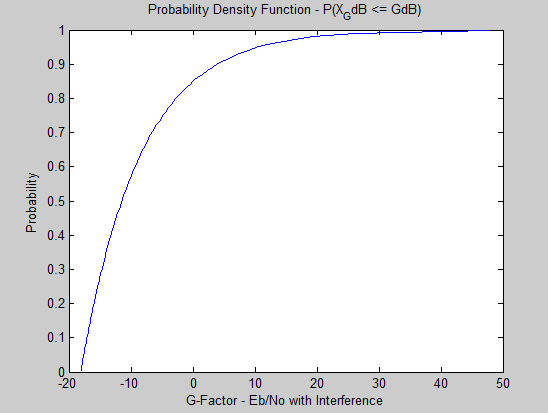 Probability Density Function - P(X_G dB <= GdB)
1
0.9
0.8
0.7
0.6
0.5
0.4
0.3
0.2
0.1
0
Probability
-20 -10 0 10 20 30 40 50
G-Factor - Eb/No with Interference